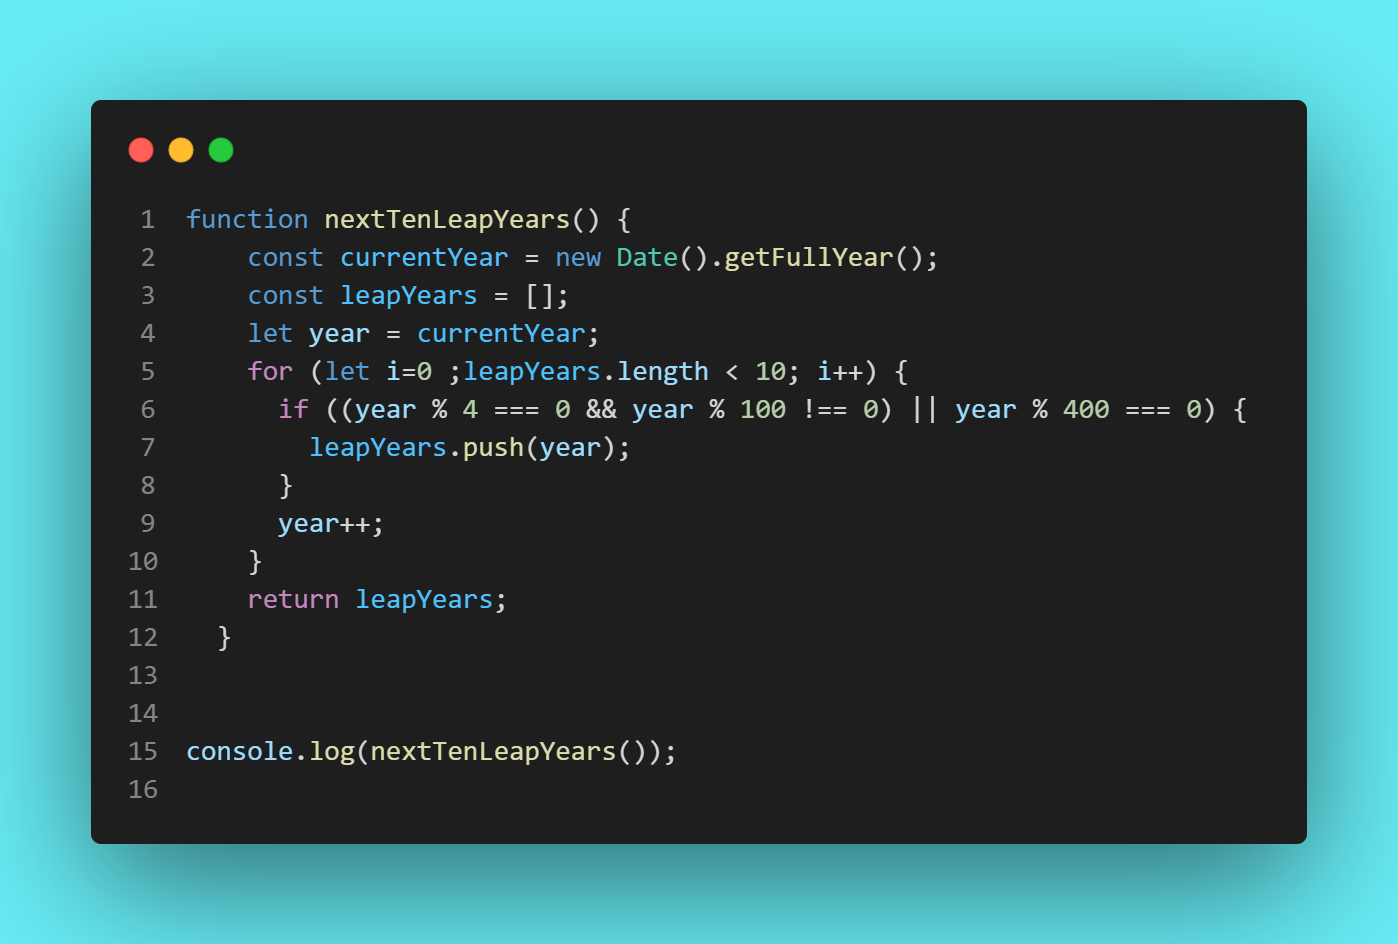 1 function nextTenLeapYears() {
2     const currentYear = new Date().getFullYear();
3     const leapYears = [];
4     let year = currentYear;
5     for (let i=0 ;leapYears.length < 10; i++) {
6       if ((year % 4 === 0 && year % 100 !== 0) || year % 400 === 0) {
7         leapYears.push(year);
8       }
9       year++;
10     }
11     return leapYears;
12   }
13
14
15 console.log(nextTenLeapYears());
16